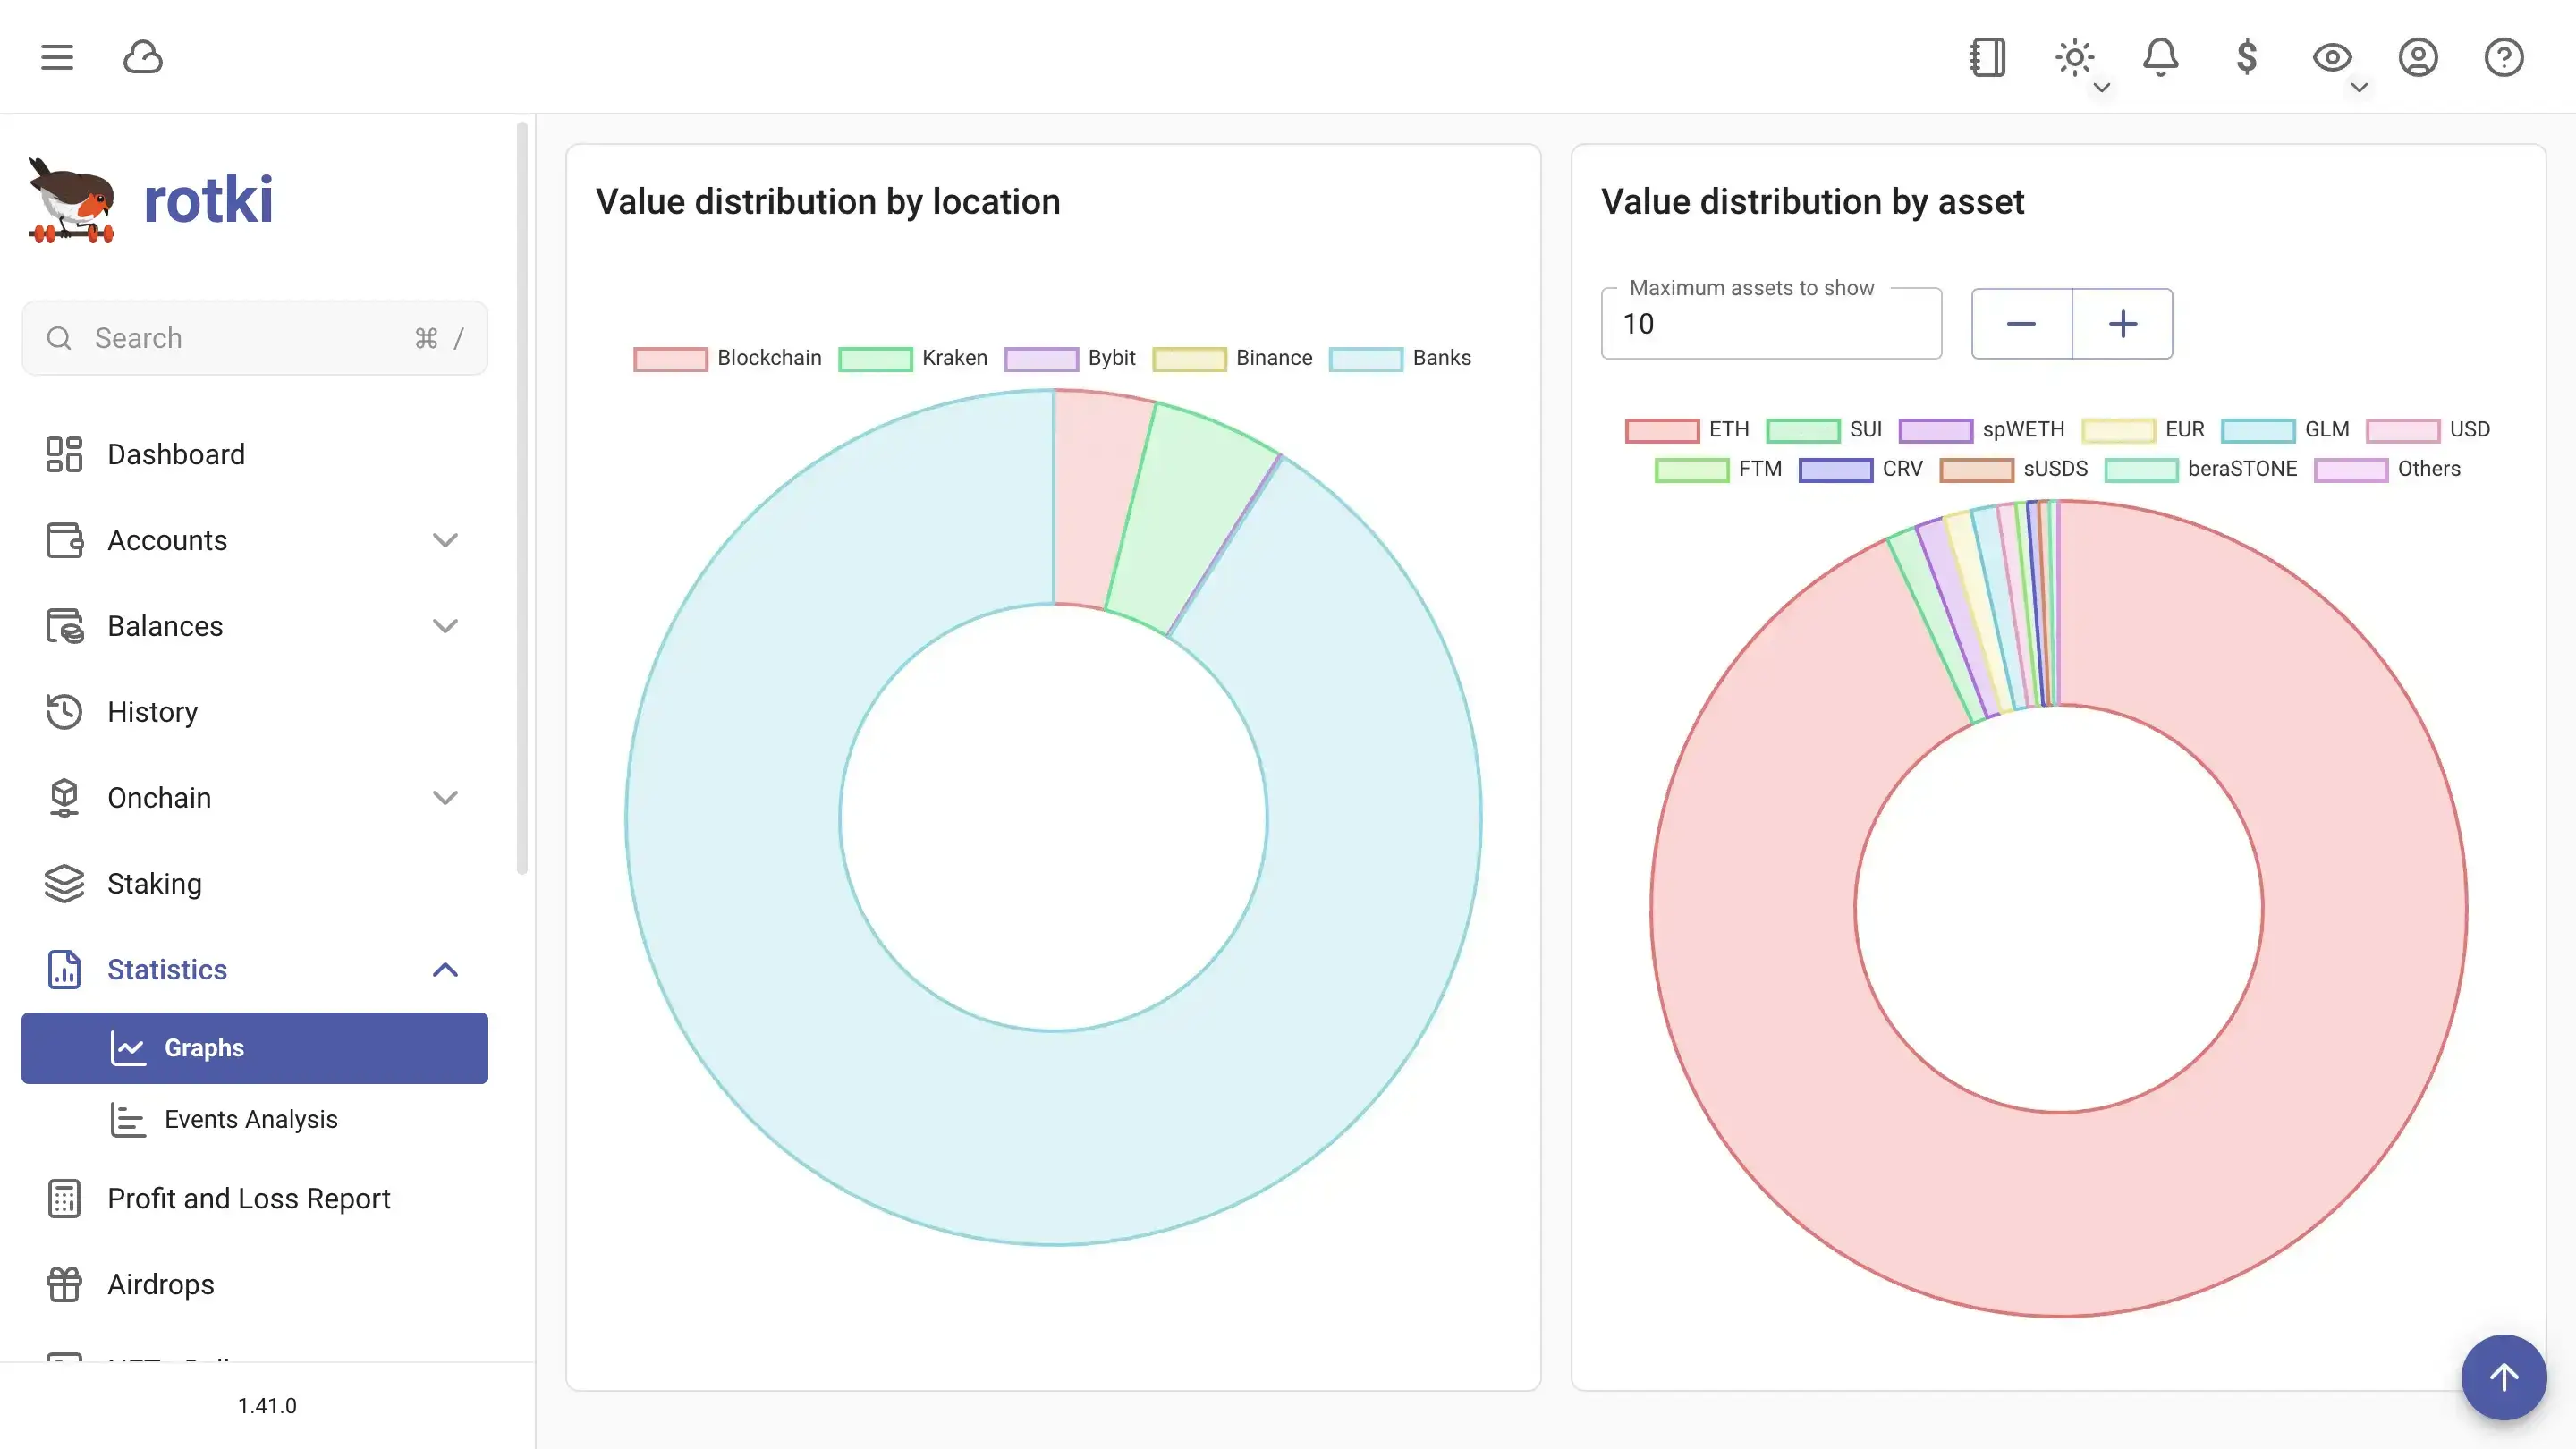 rotki
Search ⌘ /
Dashboard
Accounts
Balances
History
Onchain
Staking
Statistics
Graphs
Events Analysis
Profit and Loss Report
Airdrops
1.41.0
Value distribution by location
Blockchain Kraken Bybit Binance Banks
Value distribution by asset
Maximum assets to show
10
ETH SUI spWETH EUR GLM USD
FTM CRV sUSDS beraSTONE Others